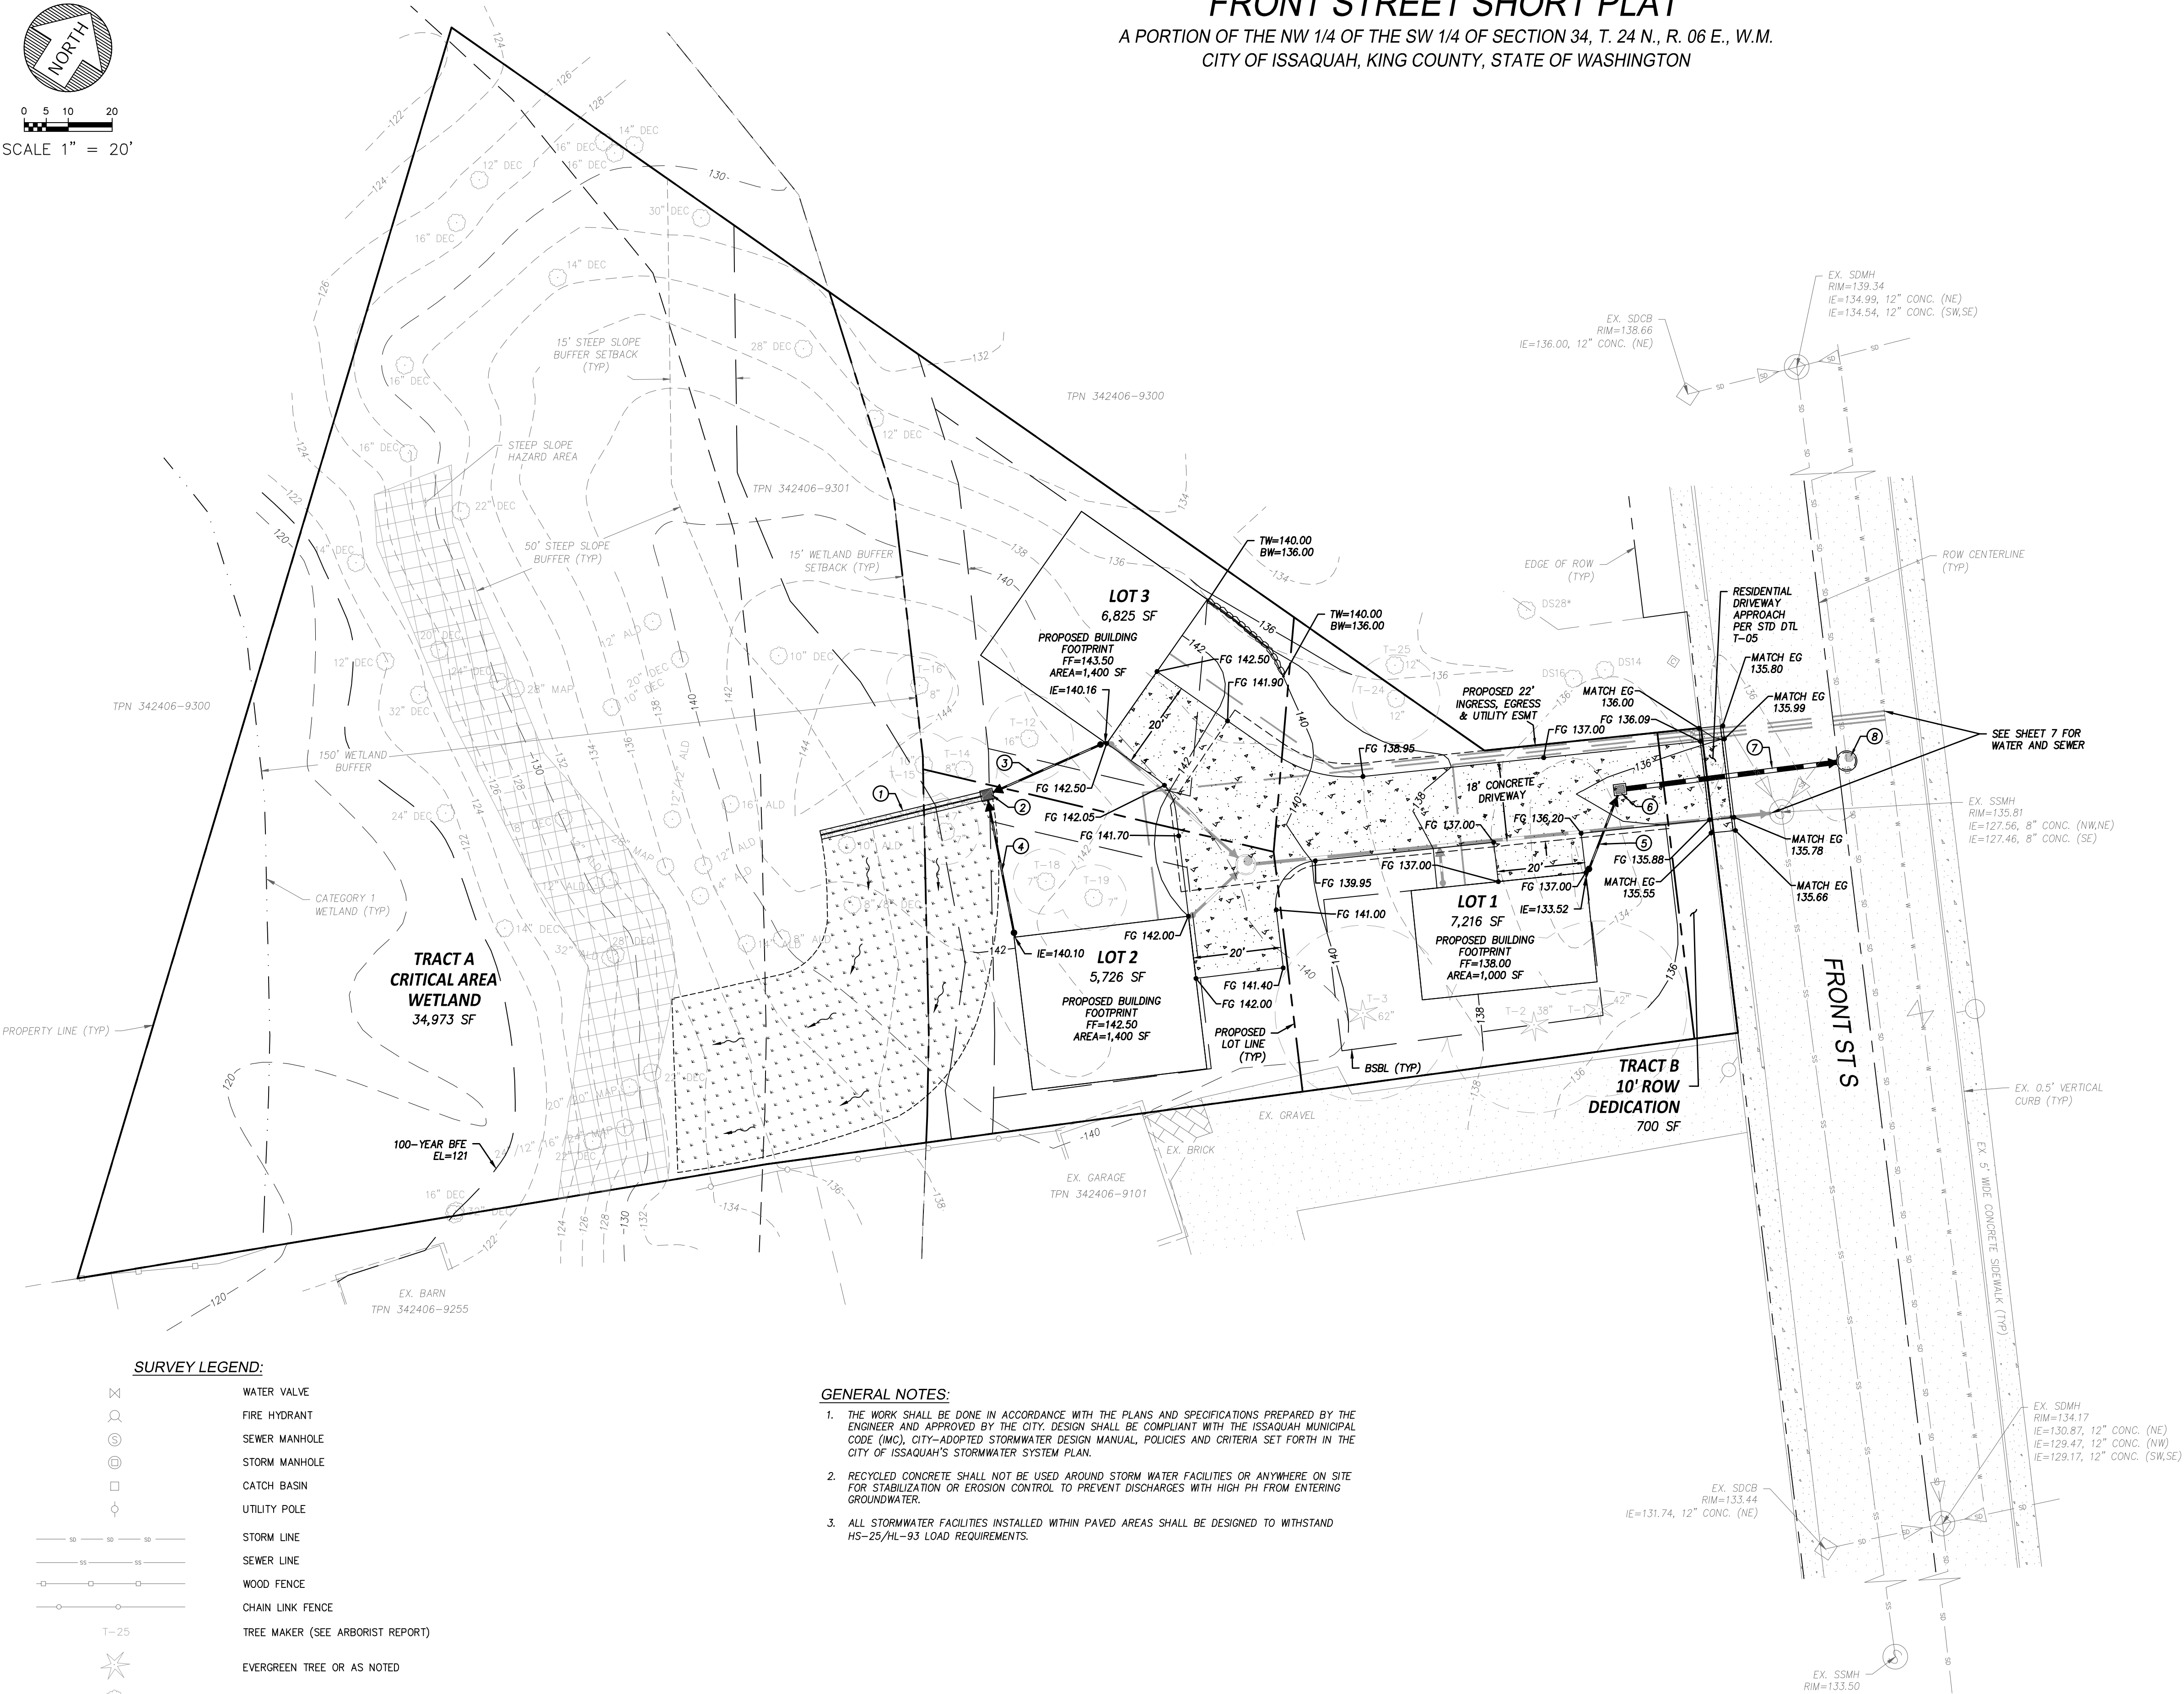 FRONT STREET SHORT PLAT
A PORTION OF THE NW 1/4 OF THE SW 1/4 OF SECTION 34, T. 24 N., R. 06 E., W.M.
CITY OF ISSAQUAH, KING COUNTY, STATE OF WASHINGTON
NORTH
0 5 10 20
SCALE 1" = 20'
EX. SDMH
RIM=139.34
IE=134.99, 12" CONC. (NE)
IE=134.54, 12" CONC. (SW,SE)
EX. SDCB
RIM=138.66
IE=136.00, 12" CONC. (NE)
15' STEEP SLOPE
BUFFER SETBACK
(TYP)
TPN 342406-9300
STEEP SLOPE
HAZARD AREA
TPN 342406-9301
50' STEEP SLOPE
BUFFER (TYP)
15' WETLAND BUFFER
SETBACK (TYP)
TW=140.00
BW=136.00
TW=140.00
BW=136.00
EDGE OF ROW
(TYP)
ROW CENTERLINE
(TYP)
RESIDENTIAL
DRIVEWAY
APPROACH
PER STD DTL
T-05
LOT 3
6,825 SF
PROPOSED BUILDING
FOOTPRINT
FF=143.50
AREA=1,400 SF
IE=140.16
FG 142.50
FG 141.90
20'
PROPOSED 22'
INGRESS, EGRESS
& UTILITY ESMT
MATCH EG
136.00
FG 136.09
FG 137.00
MATCH EG
135.80
MATCH EG
135.99
SEE SHEET 7 FOR
WATER AND SEWER
TPN 342406-9300
150' WETLAND
BUFFER
CATEGORY 1
WETLAND (TYP)
FG 138.95
18' CONCRETE
DRIVEWAY
FG 142.50
FG 142.05
FG 141.70
FG 137.00
FG 136.20
FG 137.00
20'
FG 137.00
FG 135.88
MATCH EG
135.55
MATCH EG
135.78
MATCH EG
135.66
EX. SSMH
RIM=135.81
IE=127.56, 8" CONC. (NW,NE)
IE=127.46, 8" CONC. (SE)
1
2
3
4
5
6
7
8
FG 139.95
FG 141.00
FG 142.00
20'
FG 141.40
FG 142.00
IE=133.52
LOT 1
7,216 SF
PROPOSED BUILDING
FOOTPRINT
FF=138.00
AREA=1,000 SF
IE=140.10
LOT 2
5,726 SF
PROPOSED BUILDING
FOOTPRINT
FF=142.50
AREA=1,400 SF
PROPOSED
LOT LINE
(TYP)
BSBL (TYP)
TRACT A
CRITICAL AREA
WETLAND
34,973 SF
PROPERTY LINE (TYP)
100-YEAR BFE
EL=121
TRACT B
10' ROW
DEDICATION
700 SF
FRONT ST S
EX. 0.5' VERTICAL
CURB (TYP)
EX. 5' WIDE CONCRETE SIDEWALK (TYP)
EX. GRAVEL
EX. BRICK
EX. GARAGE
TPN 342406-9101
EX. BARN
TPN 342406-9255
EX. SDMH
RIM=134.17
IE=130.87, 12" CONC. (NE)
IE=129.47, 12" CONC. (NW)
IE=129.17, 12" CONC. (SW,SE)
EX. SDCB
RIM=133.44
IE=131.74, 12" CONC. (NE)
EX. SSMH
RIM=133.50
SURVEY LEGEND:
WATER VALVE
FIRE HYDRANT
SEWER MANHOLE
STORM MANHOLE
CATCH BASIN
UTILITY POLE
STORM LINE
SEWER LINE
WOOD FENCE
CHAIN LINK FENCE
T-25 TREE MAKER (SEE ARBORIST REPORT)
EVERGREEN TREE OR AS NOTED
GENERAL NOTES:
1. THE WORK SHALL BE DONE IN ACCORDANCE WITH THE PLANS AND SPECIFICATIONS PREPARED BY THE
ENGINEER AND APPROVED BY THE CITY. DESIGN SHALL BE COMPLIANT WITH THE ISSAQUAH MUNICIPAL
CODE (IMC), CITY-ADOPTED STORMWATER DESIGN MANUAL, POLICIES AND CRITERIA SET FORTH IN THE
CITY OF ISSAQUAH'S STORMWATER SYSTEM PLAN.
2. RECYCLED CONCRETE SHALL NOT BE USED AROUND STORM WATER FACILITIES OR ANYWHERE ON SITE
FOR STABILIZATION OR EROSION CONTROL TO PREVENT DISCHARGES WITH HIGH PH FROM ENTERING
GROUNDWATER.
3. ALL STORMWATER FACILITIES INSTALLED WITHIN PAVED AREAS SHALL BE DESIGNED TO WITHSTAND
HS-25/HL-93 LOAD REQUIREMENTS.